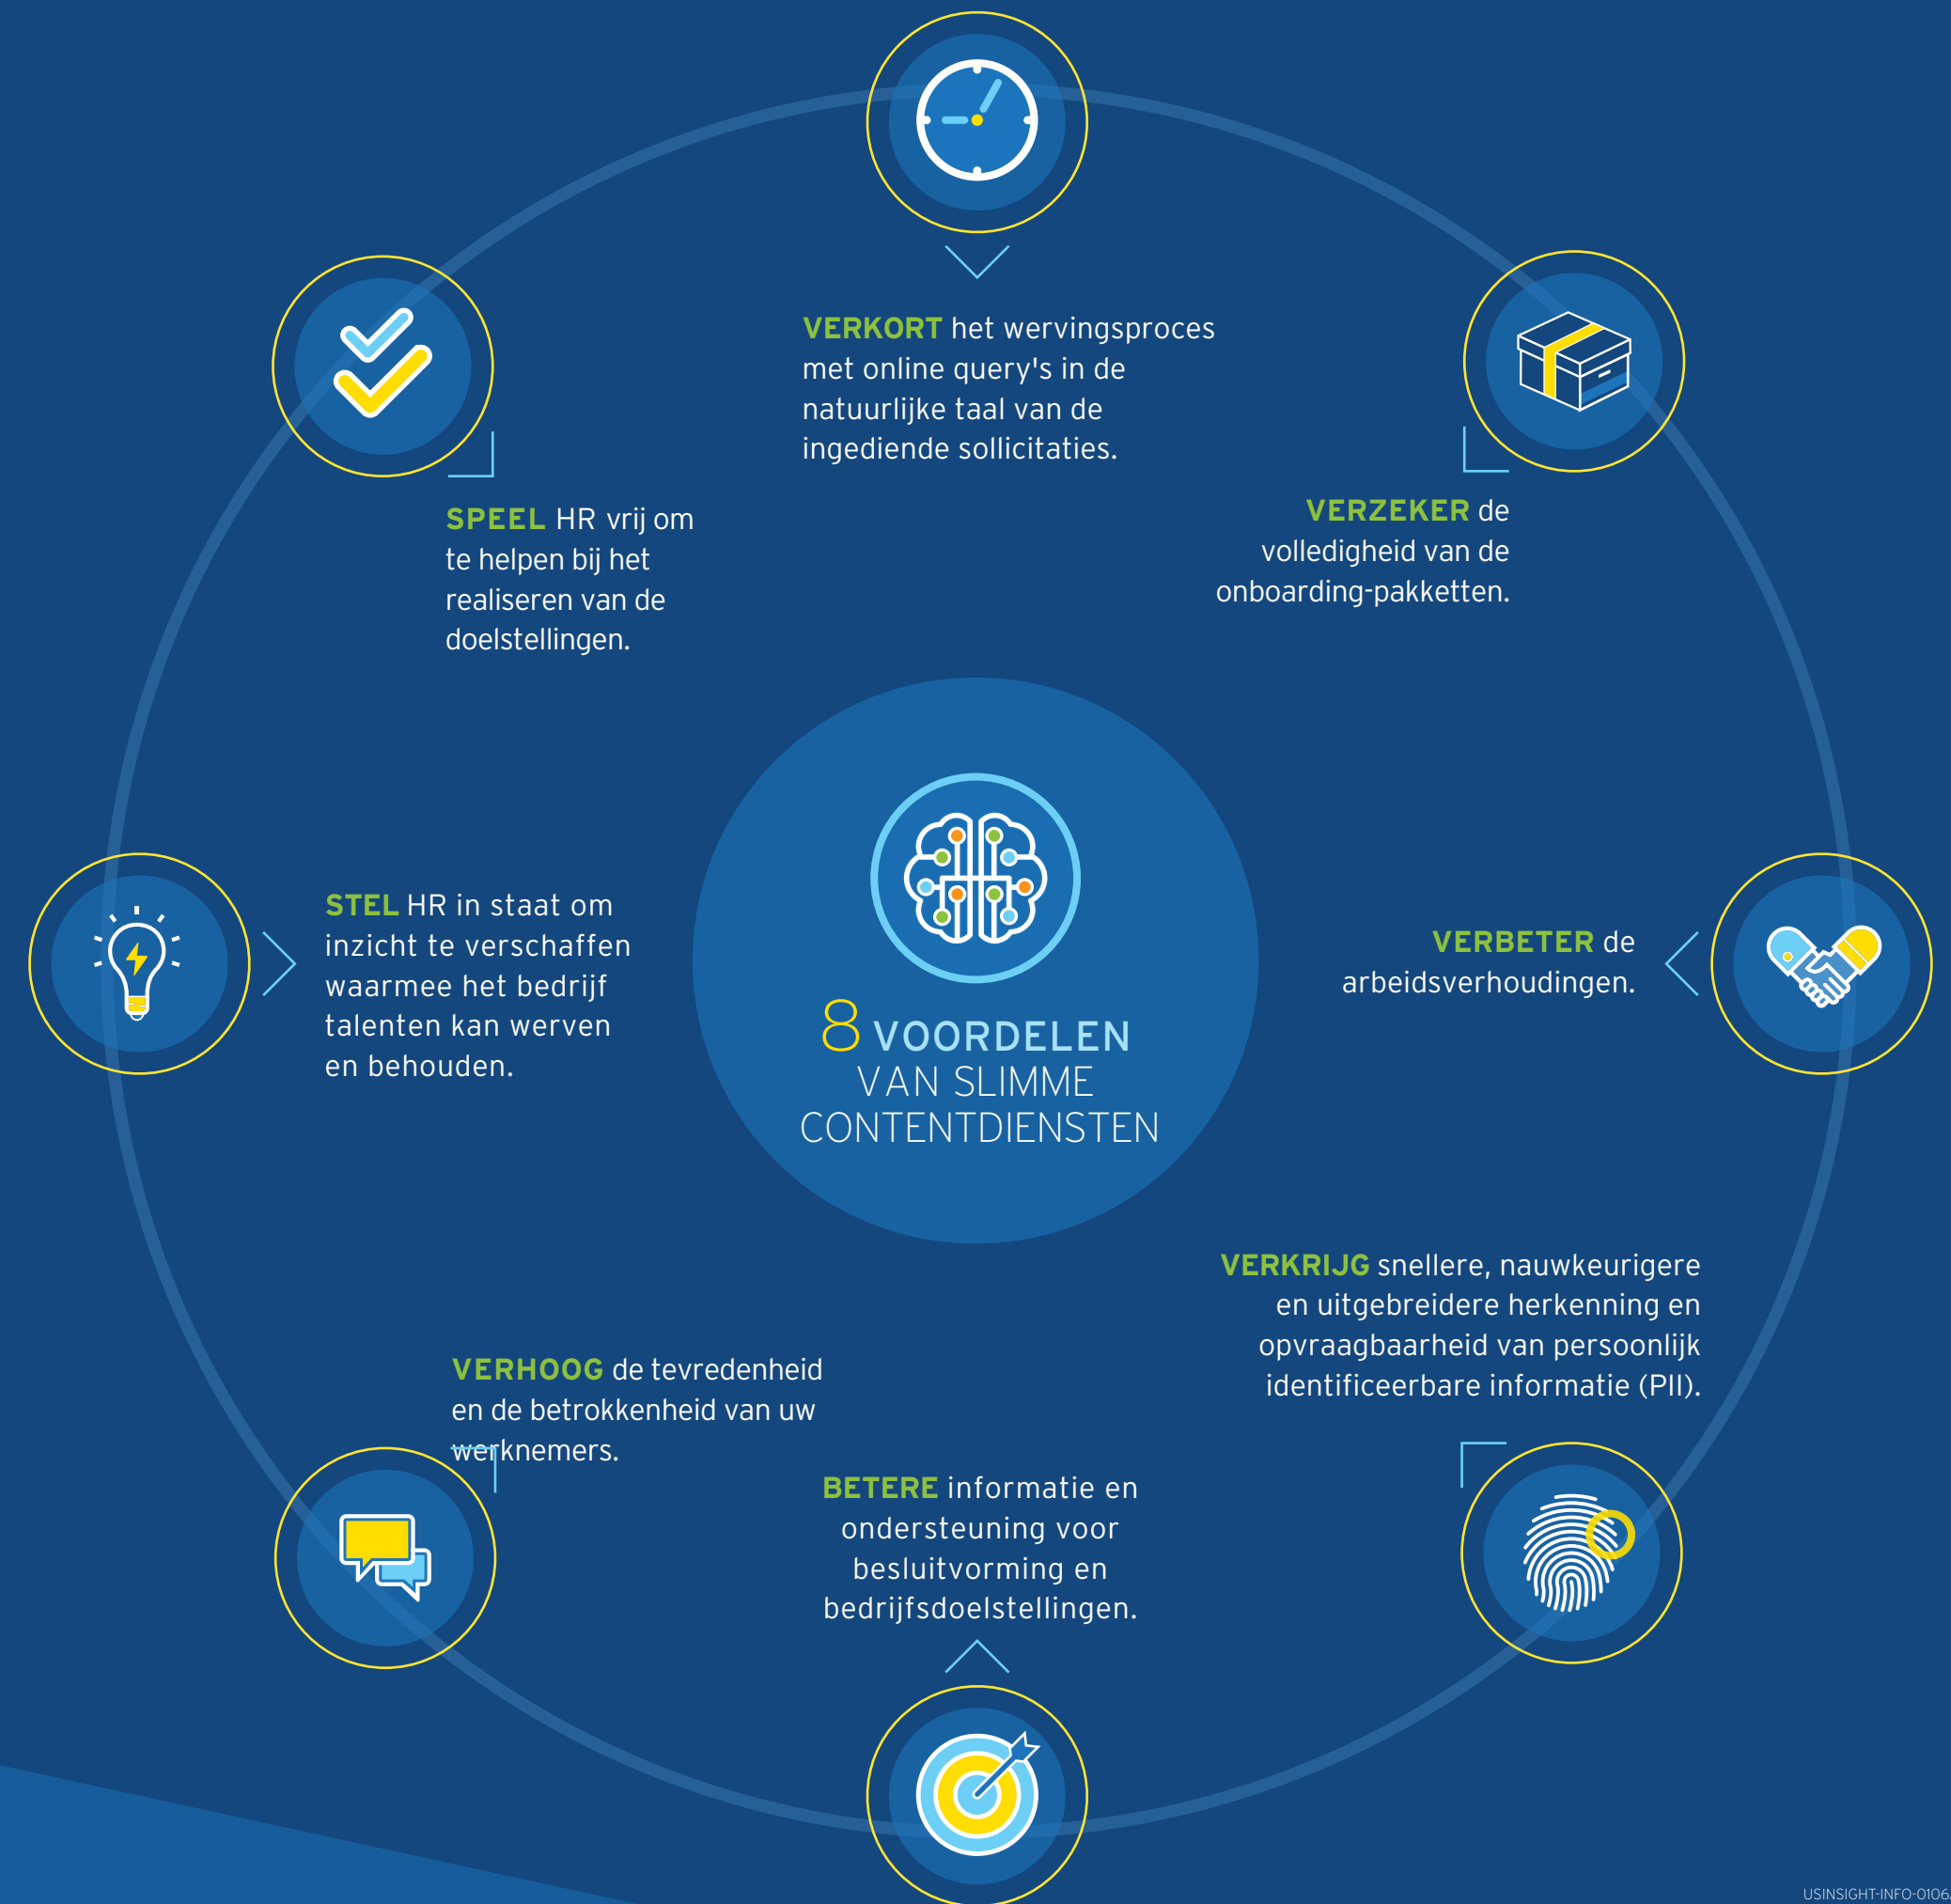 VERKORT het wervingsproces
met online query's in de
natuurlijke taal van de
ingediende sollicitaties.
VERZEKER de
volledigheid van de
onboarding-pakketten.
SPEEL HR vrij om
te helpen bij het
realiseren van de
doelstellingen.
STEL HR in staat om
inzicht te verschaffen
waarmee het bedrijf
talenten kan werven
en behouden.
8 VOORDELEN
VAN SLIMME
CONTENTDIENSTEN
VERBETER de
arbeidsverhoudingen.
VERKRIJG snellere, nauwkeurigere
en uitgebreidere herkenning en
opvraagbaarheid van persoonlijk
identificeerbare informatie (PII).
VERHOOG de tevredenheid
en de betrokkenheid van uw
werknemers.
BETERE informatie en
ondersteuning voor
besluitvorming en
bedrijfsdoelstellingen.